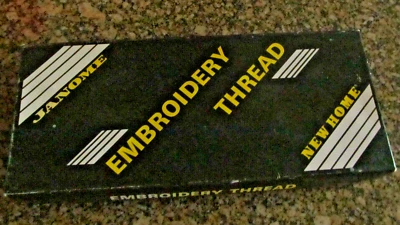 JANOME
EMBROIDERY
THREAD
NEW HOME
EMBROIDERY THREAD